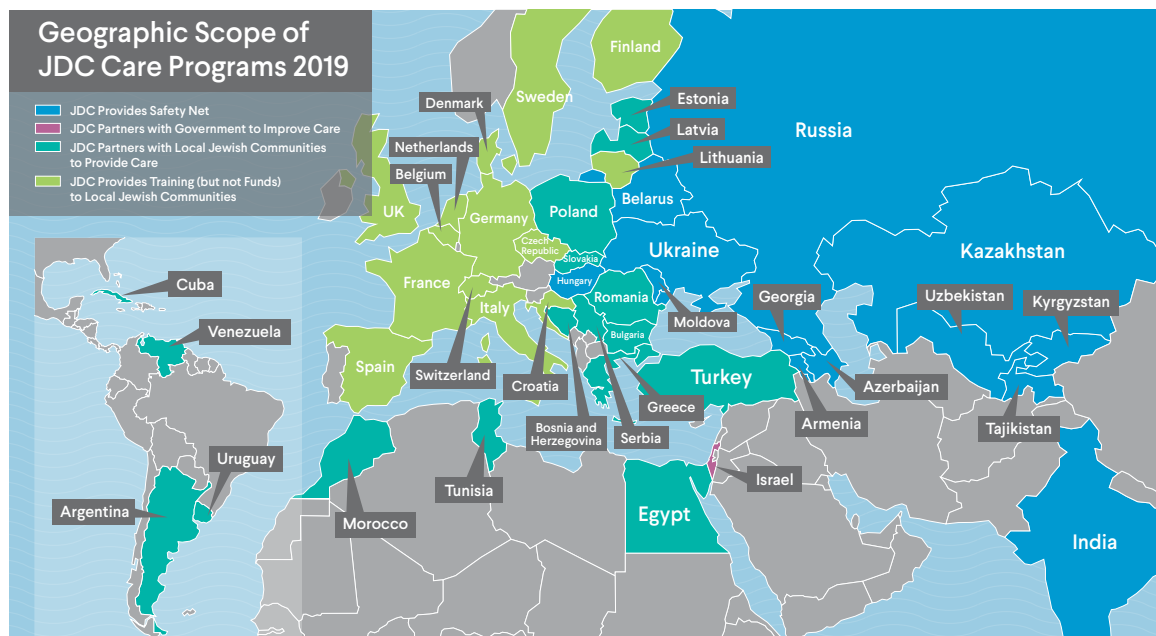 Geographic Scope of
JDC Care Programs 2019
JDC Provides Safety Net
JDC Partners with Government to Improve Care
JDC Partners with Local Jewish Communities
to Provide Care
JDC Provides Training (but not Funds)
to Local Jewish Communities
Finland
Sweden
Denmark
Estonia
Latvia
Lithuania
Russia
Netherlands
Belgium
UK
Germany
Poland
Belarus
Czech
Republic
Slovakia
Ukraine
Kazakhstan
France
Hungary
Romania
Moldova
Georgia
Uzbekistan
Kyrgyzstan
Italy
Bulgaria
Spain
Switzerland
Croatia
Bosnia and
Herzegovina
Serbia
Greece
Turkey
Armenia
Azerbaijan
Tajikistan
Cuba
Venezuela
Uruguay
Argentina
Morocco
Tunisia
Egypt
Israel
India